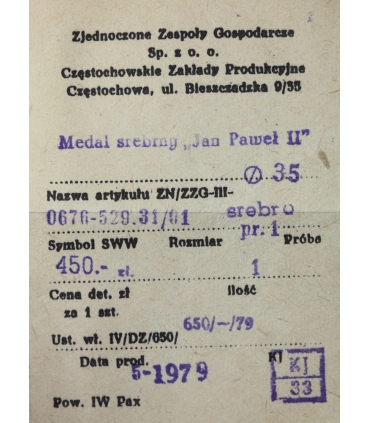 Zjednoczone Zespoły Gospodarcze
Sp. z o. o.
Częstochowskie Zakłady Produkcyjne
Częstochowa, ul. Bieszczadzka 9/35
Medal srebrny „Jan Paweł II"
∅ 35
Nazwa artykułu ZN/ZZG-III-
0676-529.31/01 srebro
pr. 1
Symbol SWW Rozmiar Próba
450.- zł. 1
Cena det. zł Ilość
za 1 szt.
650/-/79
Ust. wł. IV/DZ/650/
Data prod. KJ
5-1979 KJ
33
Pow. IW Pax